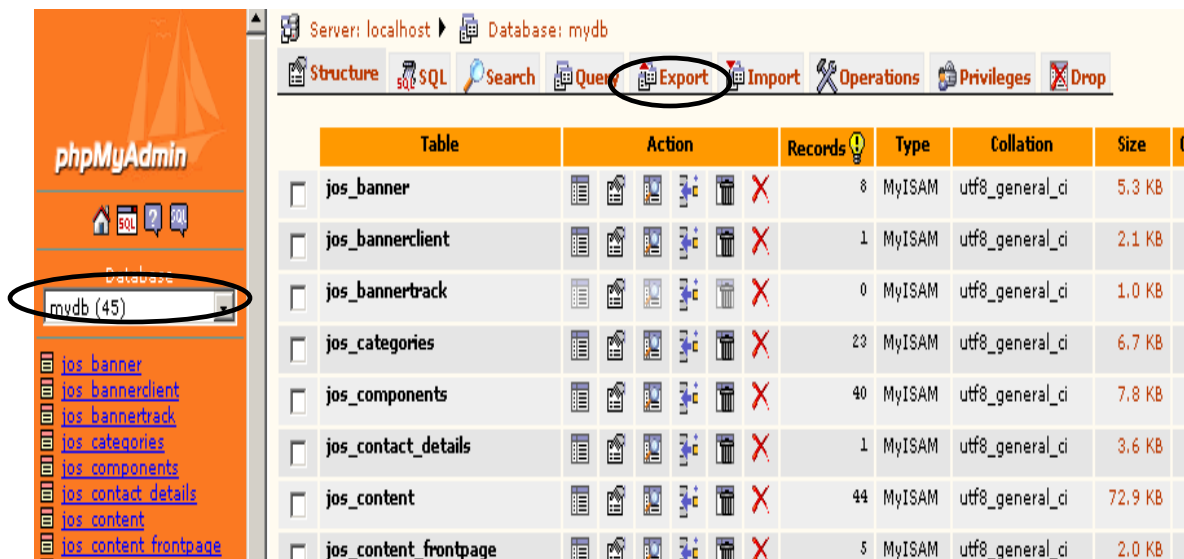 phpMyAdmin
SQL ? SQL
Database
mydb (45)
jos_banner
jos_bannerclient
jos_bannertrack
jos_categories
jos_components
jos_contact_details
jos_content
jos_content_frontpage
Server: localhost Database: mydb
Structure SQL Search Query Export Import Operations Privileges Drop
Table Action Records Type Collation Size
jos_banner 8 MyISAM utf8_general_ci 5.3 KB
jos_bannerclient 1 MyISAM utf8_general_ci 2.1 KB
jos_bannertrack 0 MyISAM utf8_general_ci 1.0 KB
jos_categories 23 MyISAM utf8_general_ci 6.7 KB
jos_components 40 MyISAM utf8_general_ci 7.8 KB
jos_contact_details 1 MyISAM utf8_general_ci 3.6 KB
jos_content 44 MyISAM utf8_general_ci 72.9 KB
jos_content_frontpage 5 MyISAM utf8_general_ci 2.0 KB